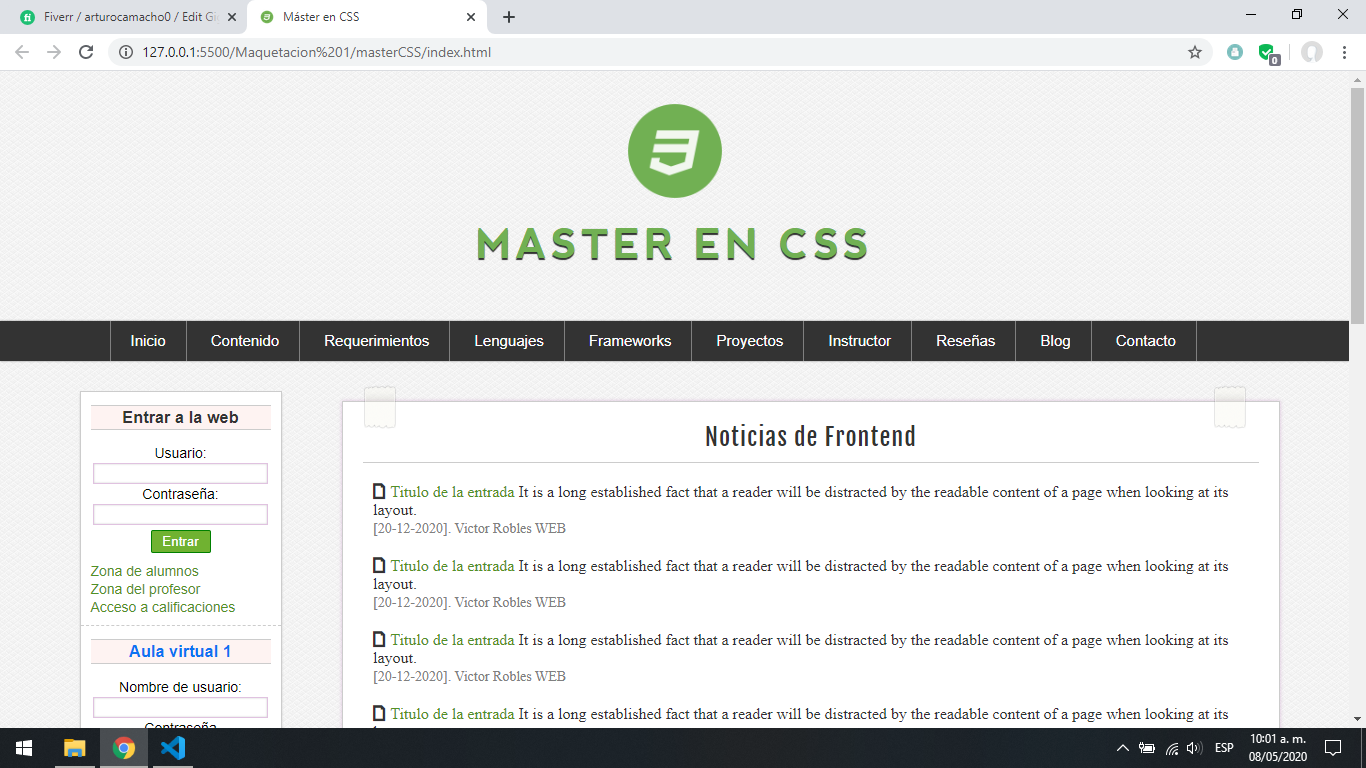 Fiverr / arturocamacho0 / Edit Gi
Máster en CSS
127.0.0.1:5500/Maquetacion%201/masterCSS/index.html
0
MASTER EN CSS
Inicio Contenido Requerimientos Lenguajes Frameworks Proyectos Instructor Reseñas Blog Contacto
Entrar a la web
Usuario:
Contraseña:
Entrar
Zona de alumnos
Zona del profesor
Acceso a calificaciones
Aula virtual 1
Nombre de usuario:
Contraseña
Noticias de Frontend
Titulo de la entrada It is a long established fact that a reader will be distracted by the readable content of a page when looking at its
layout.
[20-12-2020]. Victor Robles WEB
Titulo de la entrada It is a long established fact that a reader will be distracted by the readable content of a page when looking at its
layout.
[20-12-2020]. Victor Robles WEB
Titulo de la entrada It is a long established fact that a reader will be distracted by the readable content of a page when looking at its
layout.
[20-12-2020]. Victor Robles WEB
Titulo de la entrada It is a long established fact that a reader will be distracted by the readable content of a page when looking at its
ESP
10:01 a. m.
08/05/2020